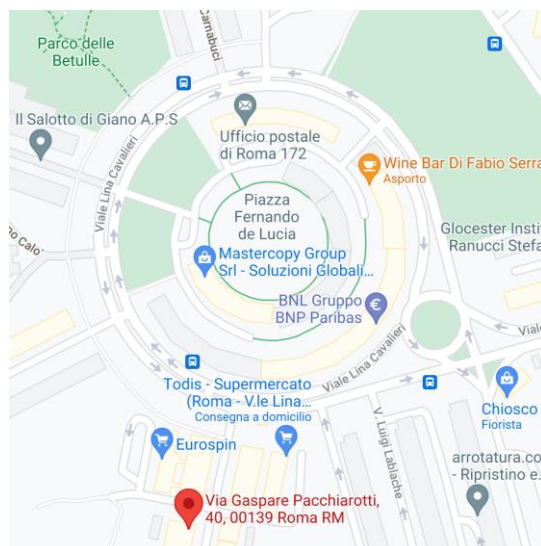 Carnabuci
Parco delle
Betulle
Il Salotto di Giano A.P.S
Viale Lina Cavalieri
Ufficio postale
di Roma 172
Wine Bar Di Fabio Serra
Asporto
Piazza
Fernando
de Lucia
Glocester Insti
Ranucci Stefa
no Calo'
Mastercopy Group
Srl - Soluzioni Globali...
BNL Gruppo
BNP Paribas
Viale Lina Cavalieri
Viale
Todis - Supermercato
(Roma - V.le Lina...
Consegna a domicilio
Chiosco
Fiorista
V. Luigi Lablache
Eurospin
arrotatura.co
- Ripristino e.
Via Gaspare Pacchiarotti,
40, 00139 Roma RM